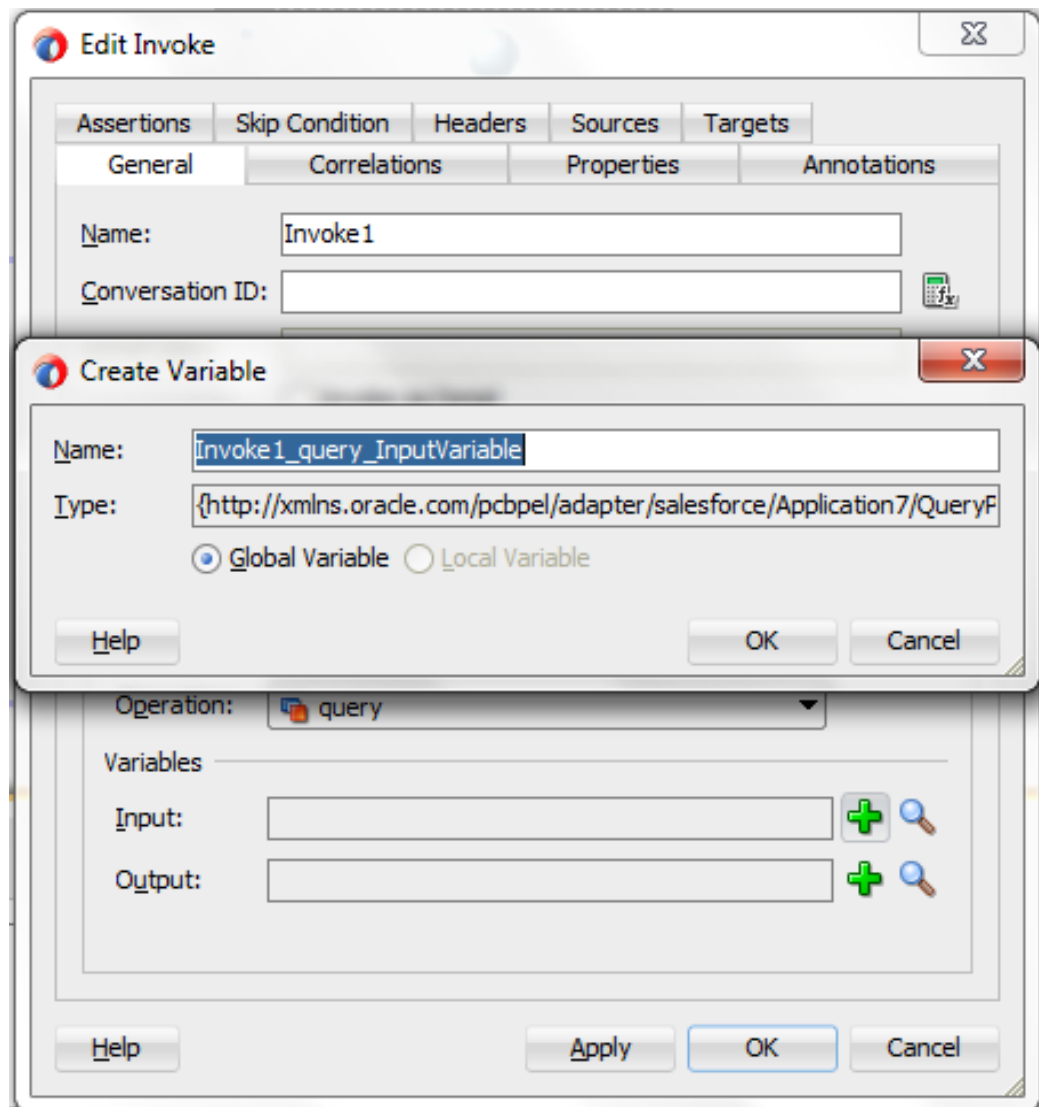 Edit Invoke
Assertions Skip Condition Headers Sources Targets
General Correlations Properties Annotations
Name: Invoke1
Conversation ID:
Create Variable
Name: Invoke1_query_InputVariable
Type: {http://xmlns.oracle.com/pcbpel/adapter/salesforce/Application7/QueryP
Global Variable Local Variable
Help OK Cancel
Operation: query
Variables
Input:
Output:
Help Apply OK Cancel